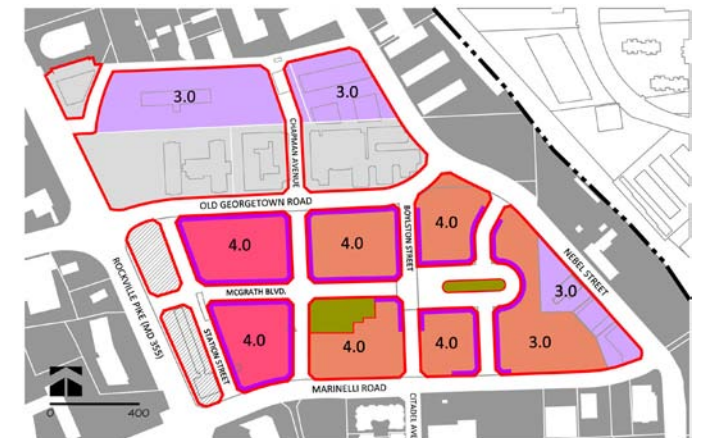 3.0
3.0
CHAPMAN AVENUE
OLD GEORGETOWN ROAD
4.0
4.0
BOYLSTON STREET
4.0
NEBEL STREET
ROCKVILLE PIKE (MD 355)
MCGRATH BLVD.
3.0
STATION STREET
4.0
4.0
4.0
3.0
MARINELLI ROAD
0
400